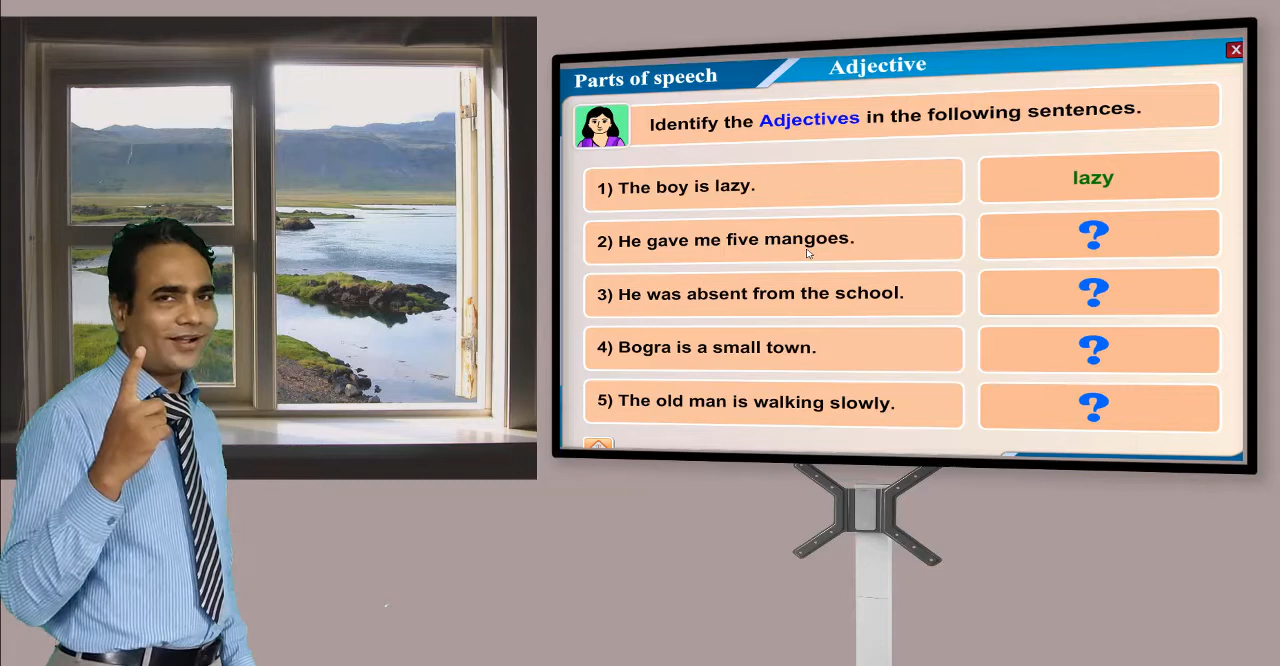 Parts of speech
Adjective
Identify the Adjectives in the following sentences.
1) The boy is lazy.
lazy
2) He gave me five mangoes.
?
3) He was absent from the school.
?
4) Bogra is a small town.
?
5) The old man is walking slowly.
?